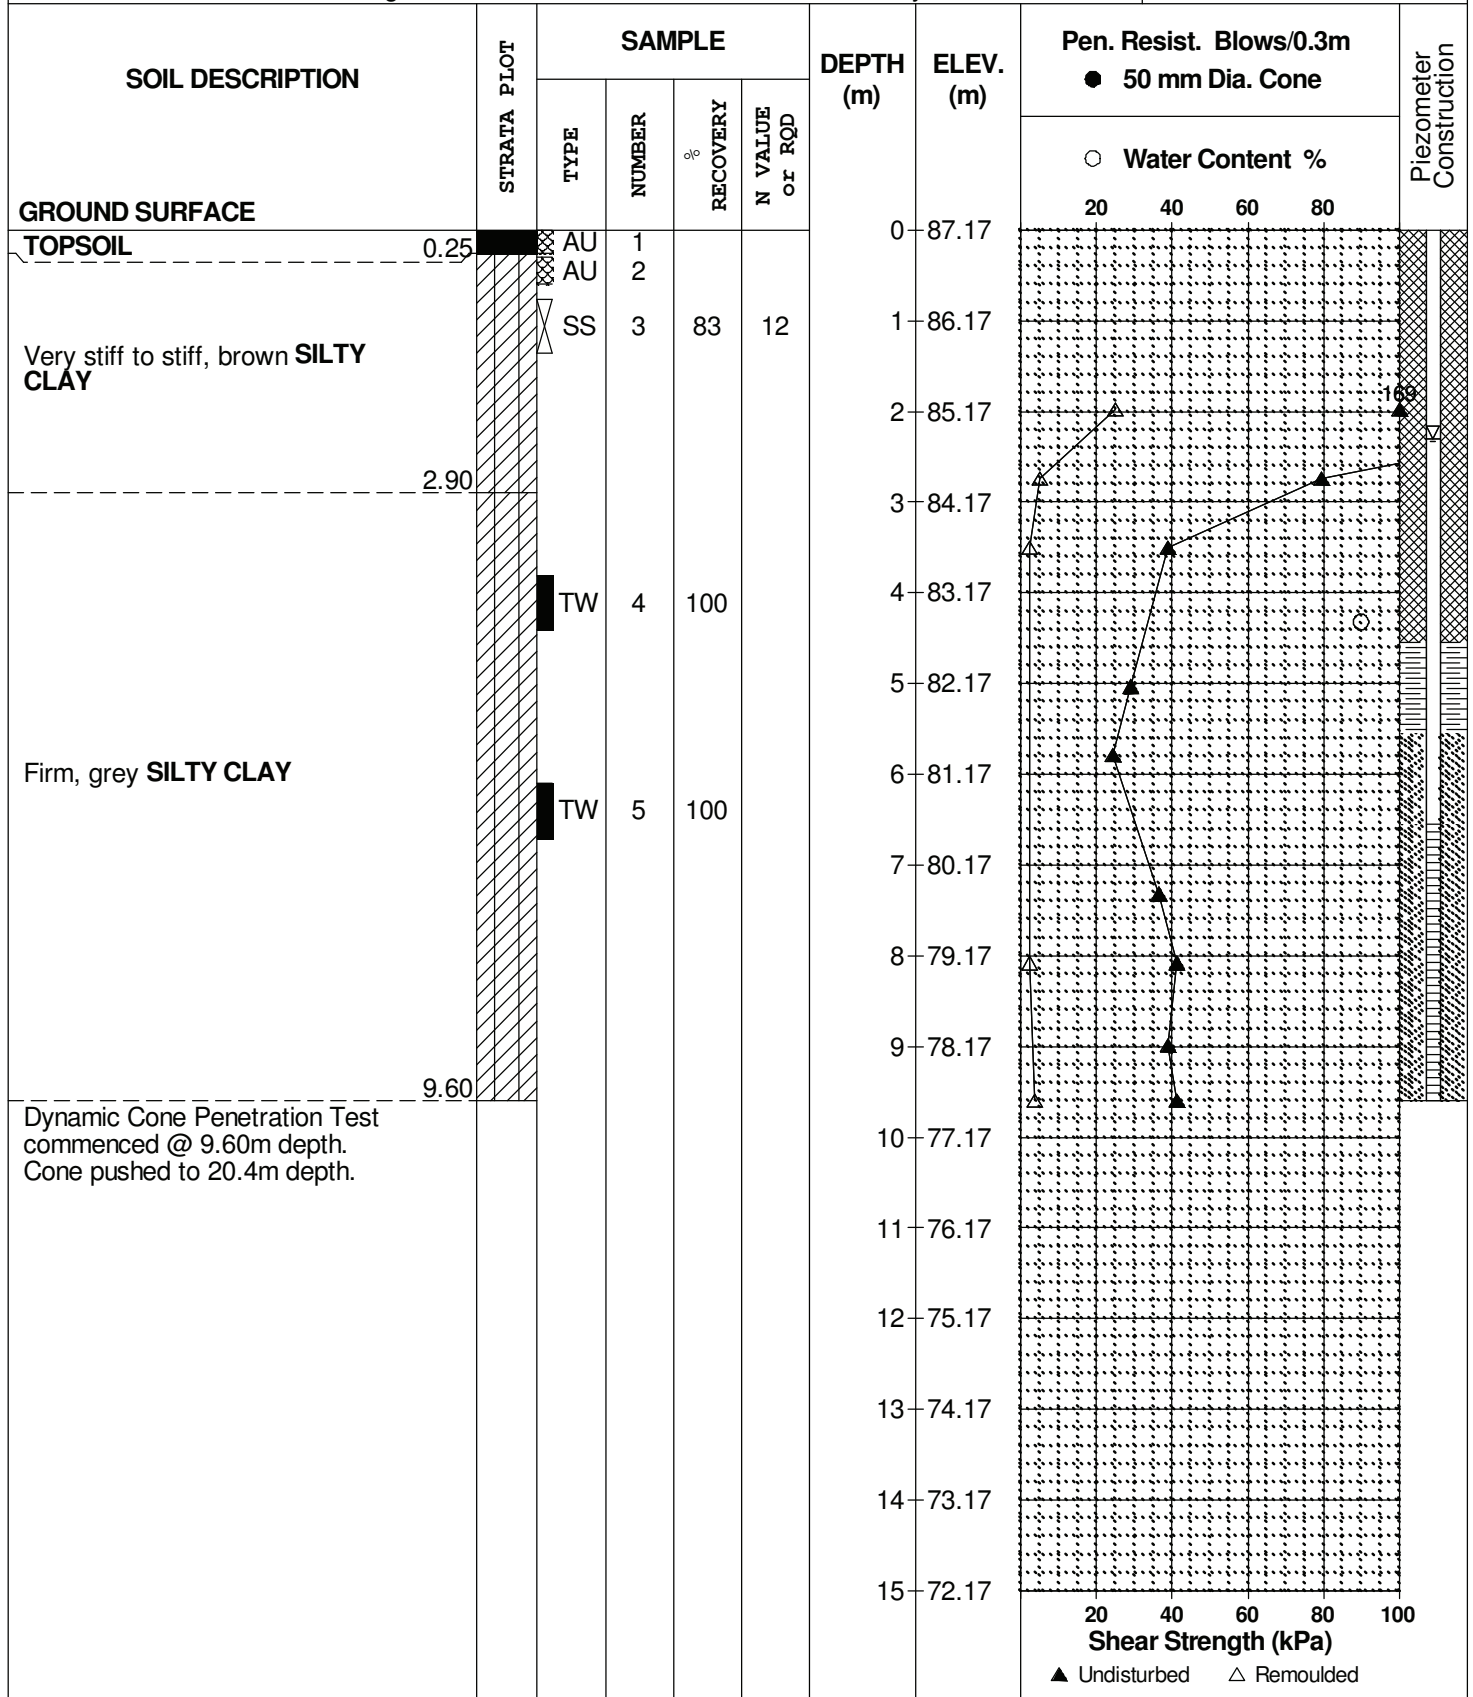 SOIL DESCRIPTION
GROUND SURFACE
STRATA PLOT
SAMPLE
TYPE
NUMBER
% RECOVERY
N VALUE or RQD
DEPTH (m)
ELEV. (m)
Pen. Resist. Blows/0.3m
● 50 mm Dia. Cone
○ Water Content %
20 40 60 80
Piezometer Construction
TOPSOIL 0.25
AU 1
AU 2
SS 3 83 12
Very stiff to stiff, brown SILTY
CLAY
2.90
TW 4 100
Firm, grey SILTY CLAY
TW 5 100
9.60
Dynamic Cone Penetration Test
commenced @ 9.60m depth.
Cone pushed to 20.4m depth.
0 87.17
1 86.17
169
2 85.17
3 84.17
4 83.17
5 82.17
6 81.17
7 80.17
8 79.17
9 78.17
10 77.17
11 76.17
12 75.17
13 74.17
14 73.17
15 72.17
20 40 60 80 100
Shear Strength (kPa)
▲ Undisturbed △ Remoulded